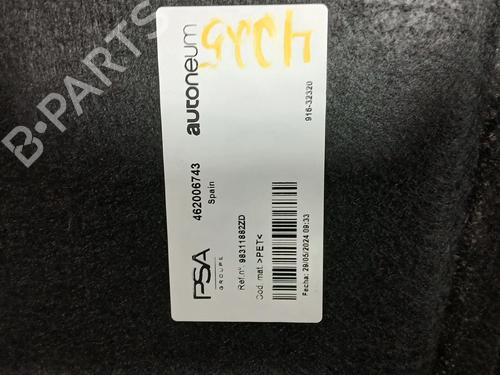 PSA
GROUPE
462006743
Spain
autoneum
Ref.nº 98311882ZD
Cod. mat. >PET<
916-32320
Fecha: 29/05/2024 09:33
B-PARTS